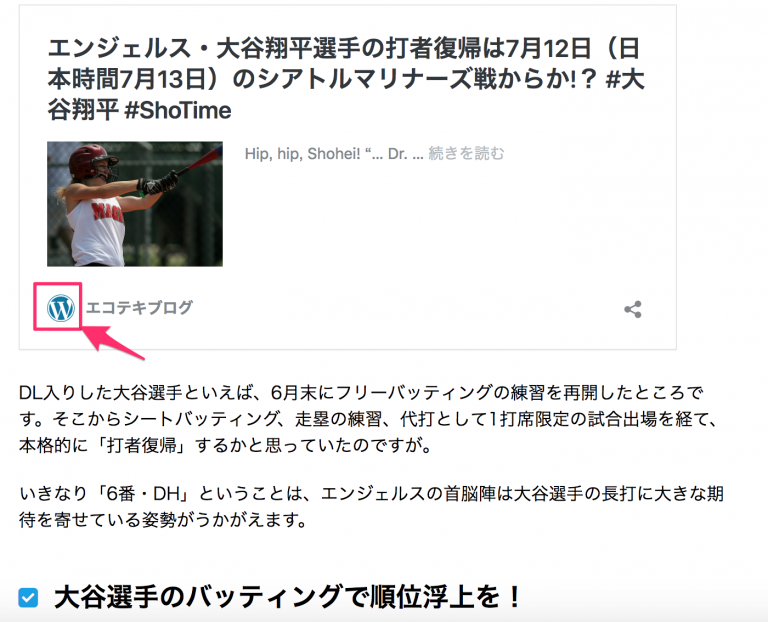 エンジェルス・大谷翔平選手の打者復帰は7月12日（日
本時間7月13日）のシアトルマリナーズ戦からか!？ #大
谷翔平 #ShoTime
Hip, hip, Shohei! “... Dr. ... 続きを読む
エコテキブログ
DL入りした大谷選手といえば、6月末にフリーバッティングの練習を再開したところで
す。そこからシートバッティング、走塁の練習、代打として1打席限定の試合出場を経て、
本格的に「打者復帰」するかと思っていたのですが。
いきなり「6番・DH」ということは、エンジェルスの首脳陣は大谷選手の長打に大きな期
待を寄せている姿勢がうかがえます。
大谷選手のバッティングで順位浮上を！